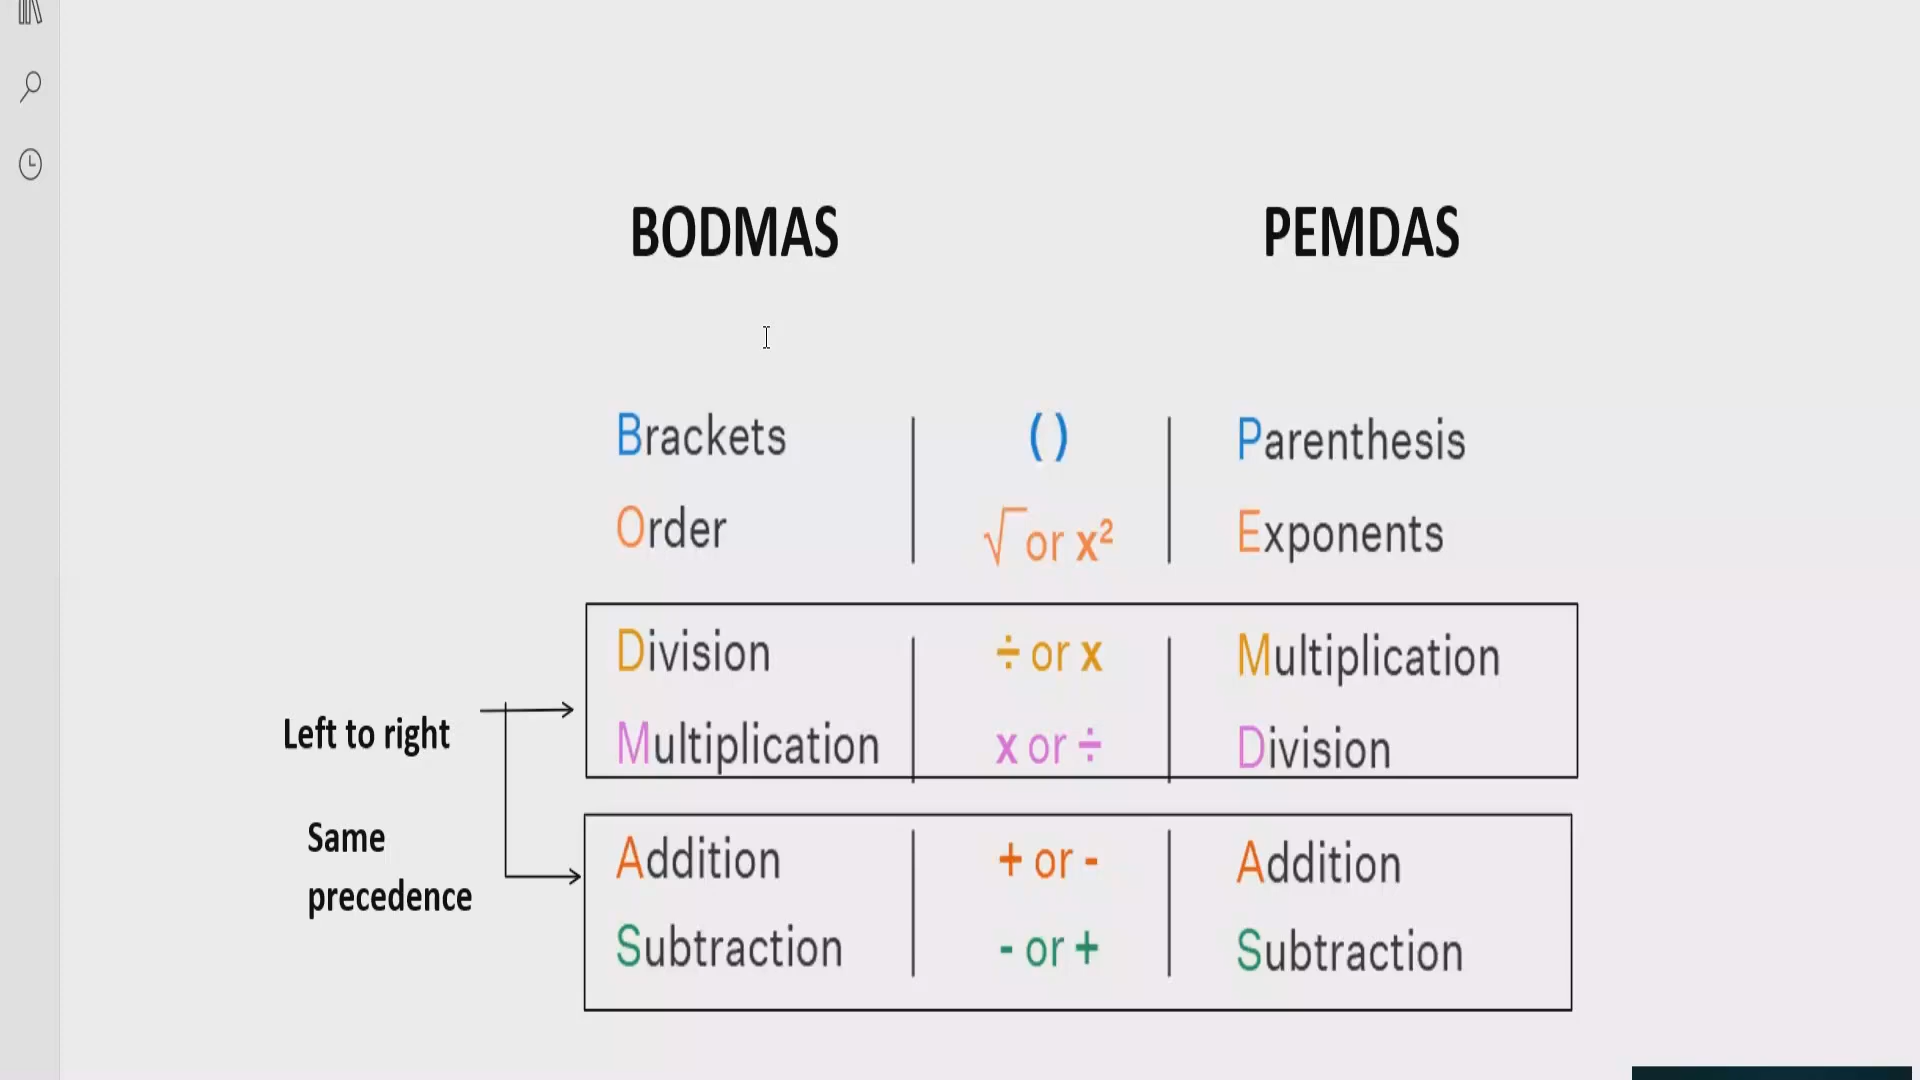 BODMAS PEMDAS
Brackets ( ) Parenthesis
Order √ or x² Exponents
Division ÷ or x Multiplication
Left to right
Multiplication x or ÷ Division
Same
precedence
Addition + or - Addition
Subtraction - or + Subtraction